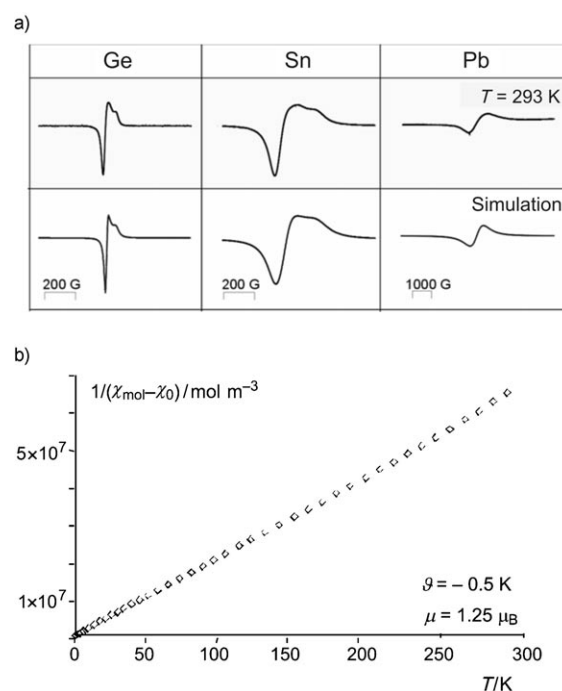 a)
Ge Sn Pb
T = 293 K
Simulation
200 G 200 G 1000 G
b)
1/(χmol–χ0)/mol m⁻³
5×10⁷
1×10⁷
ϑ = – 0.5 K
μ = 1.25 μB
0 50 100 150 200 250 300
T/K